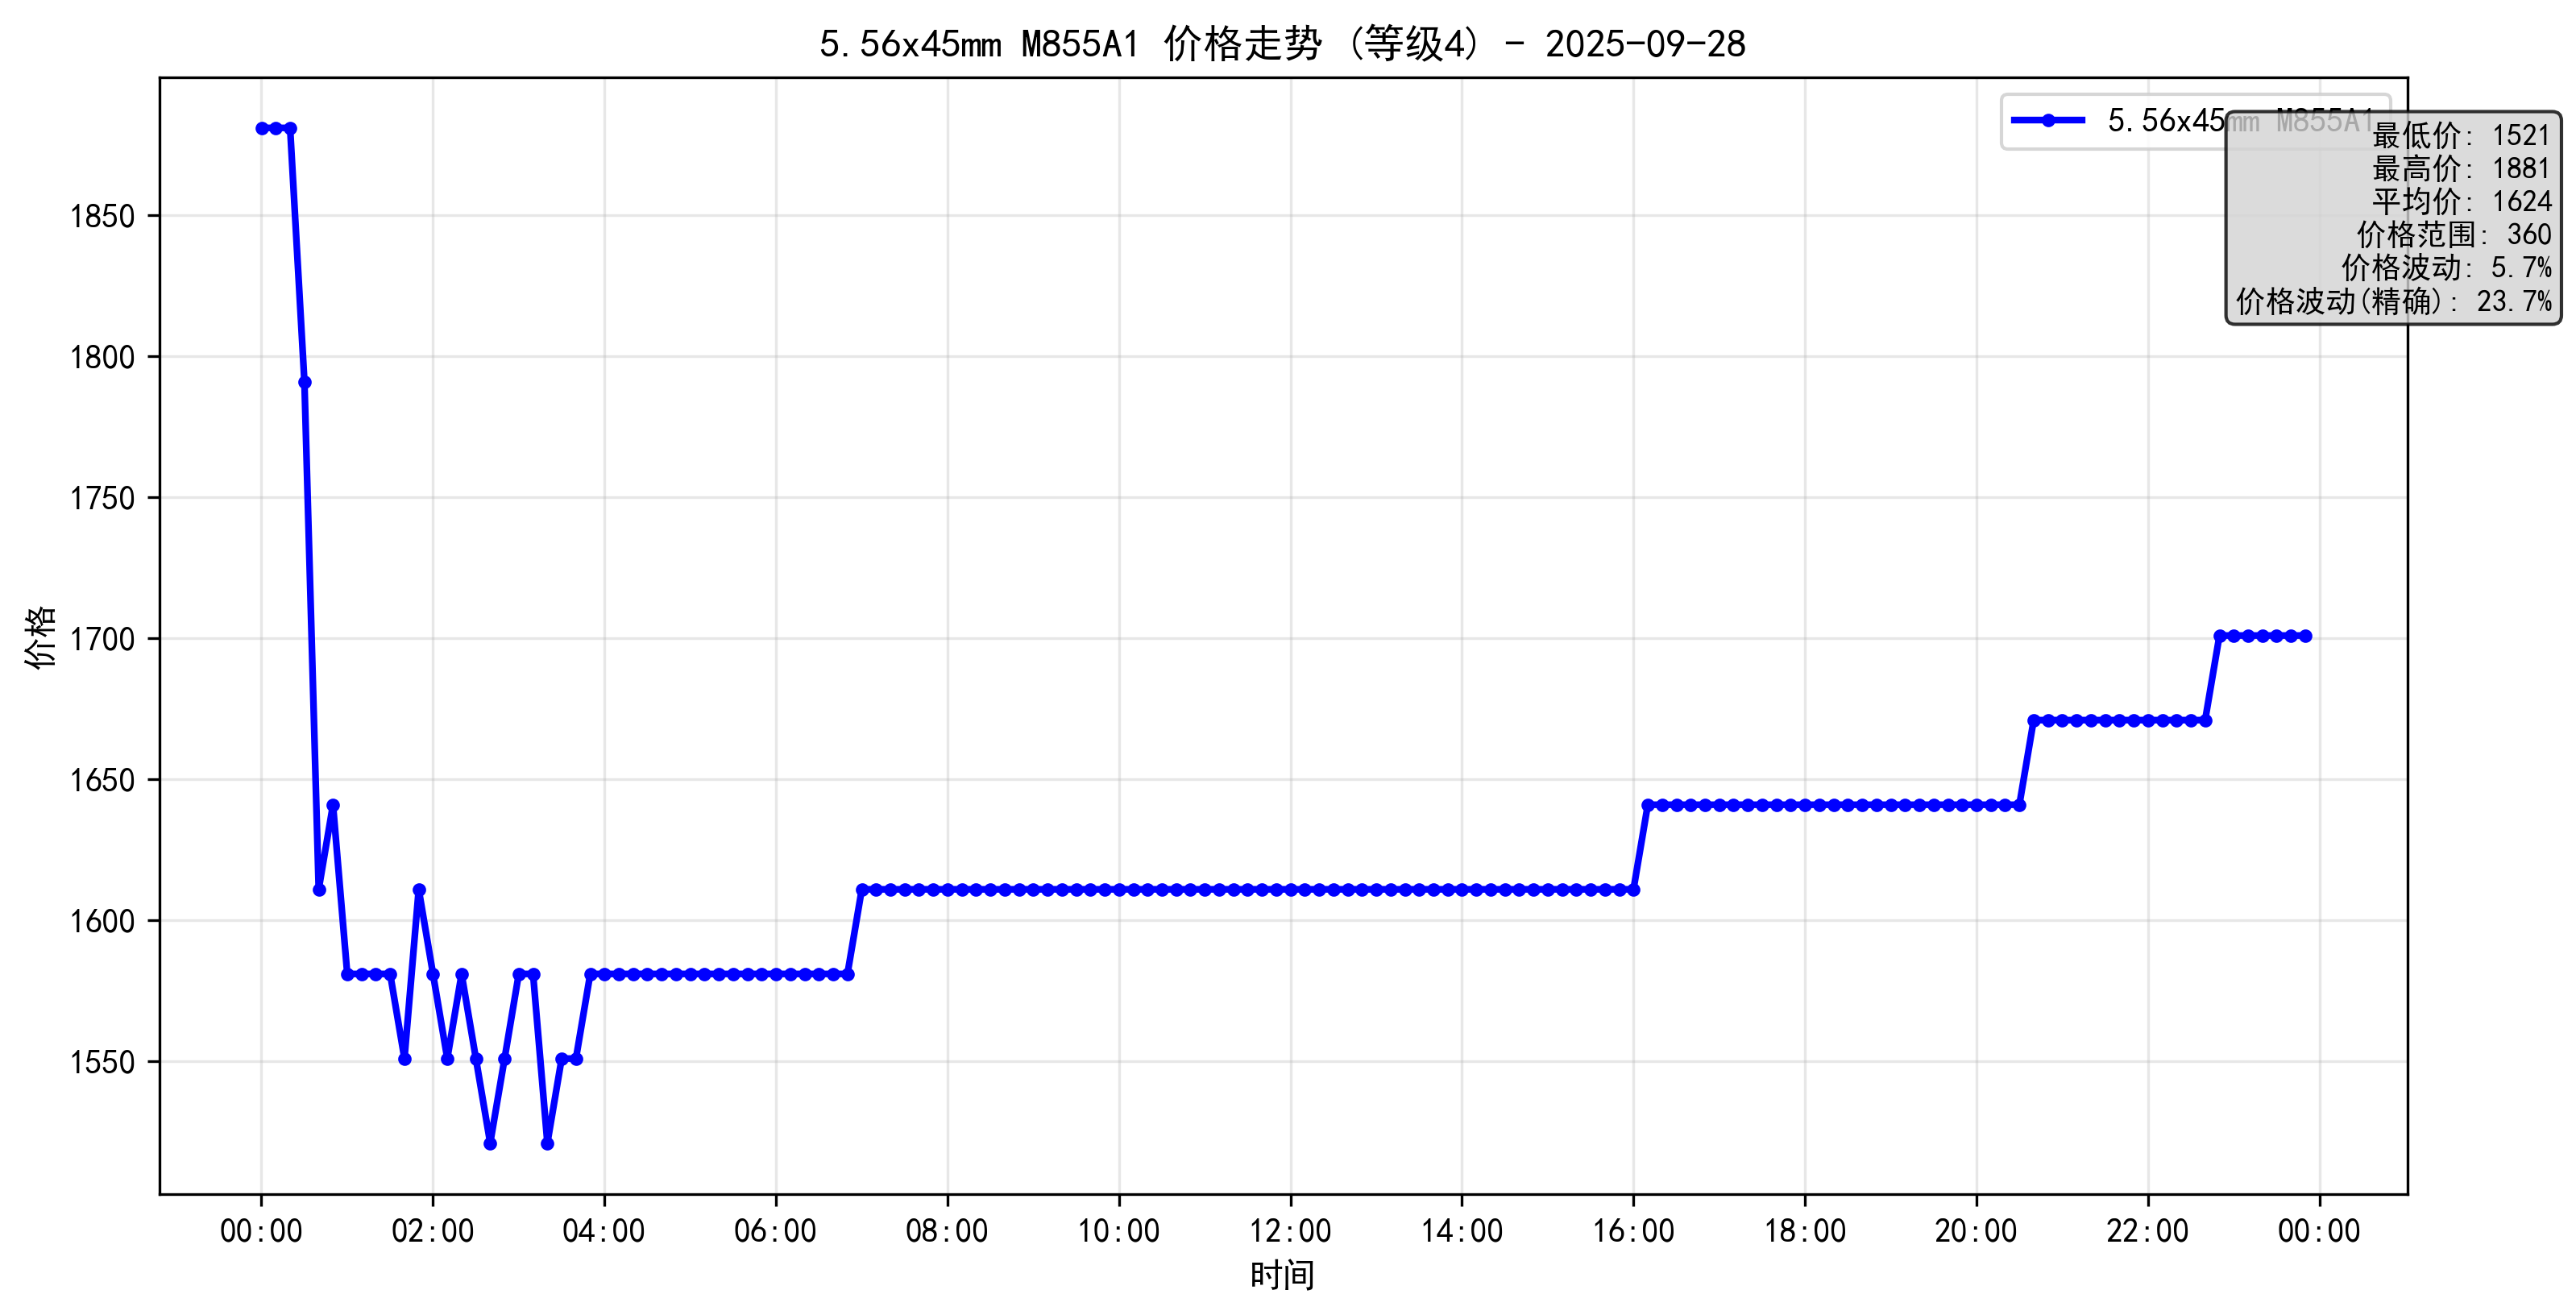 5.56x45mm M855A1 价格走势 (等级4) - 2025-09-28
5.56x45mm M855A1
最低价: 1521
最高价: 1881
平均价: 1624
价格范围: 360
价格波动: 5.7%
价格波动(精确): 23.7%
价格
1850
1800
1750
1700
1650
1600
1550
00:00 02:00 04:00 06:00 08:00 10:00 12:00 14:00 16:00 18:00 20:00 22:00 00:00
时间